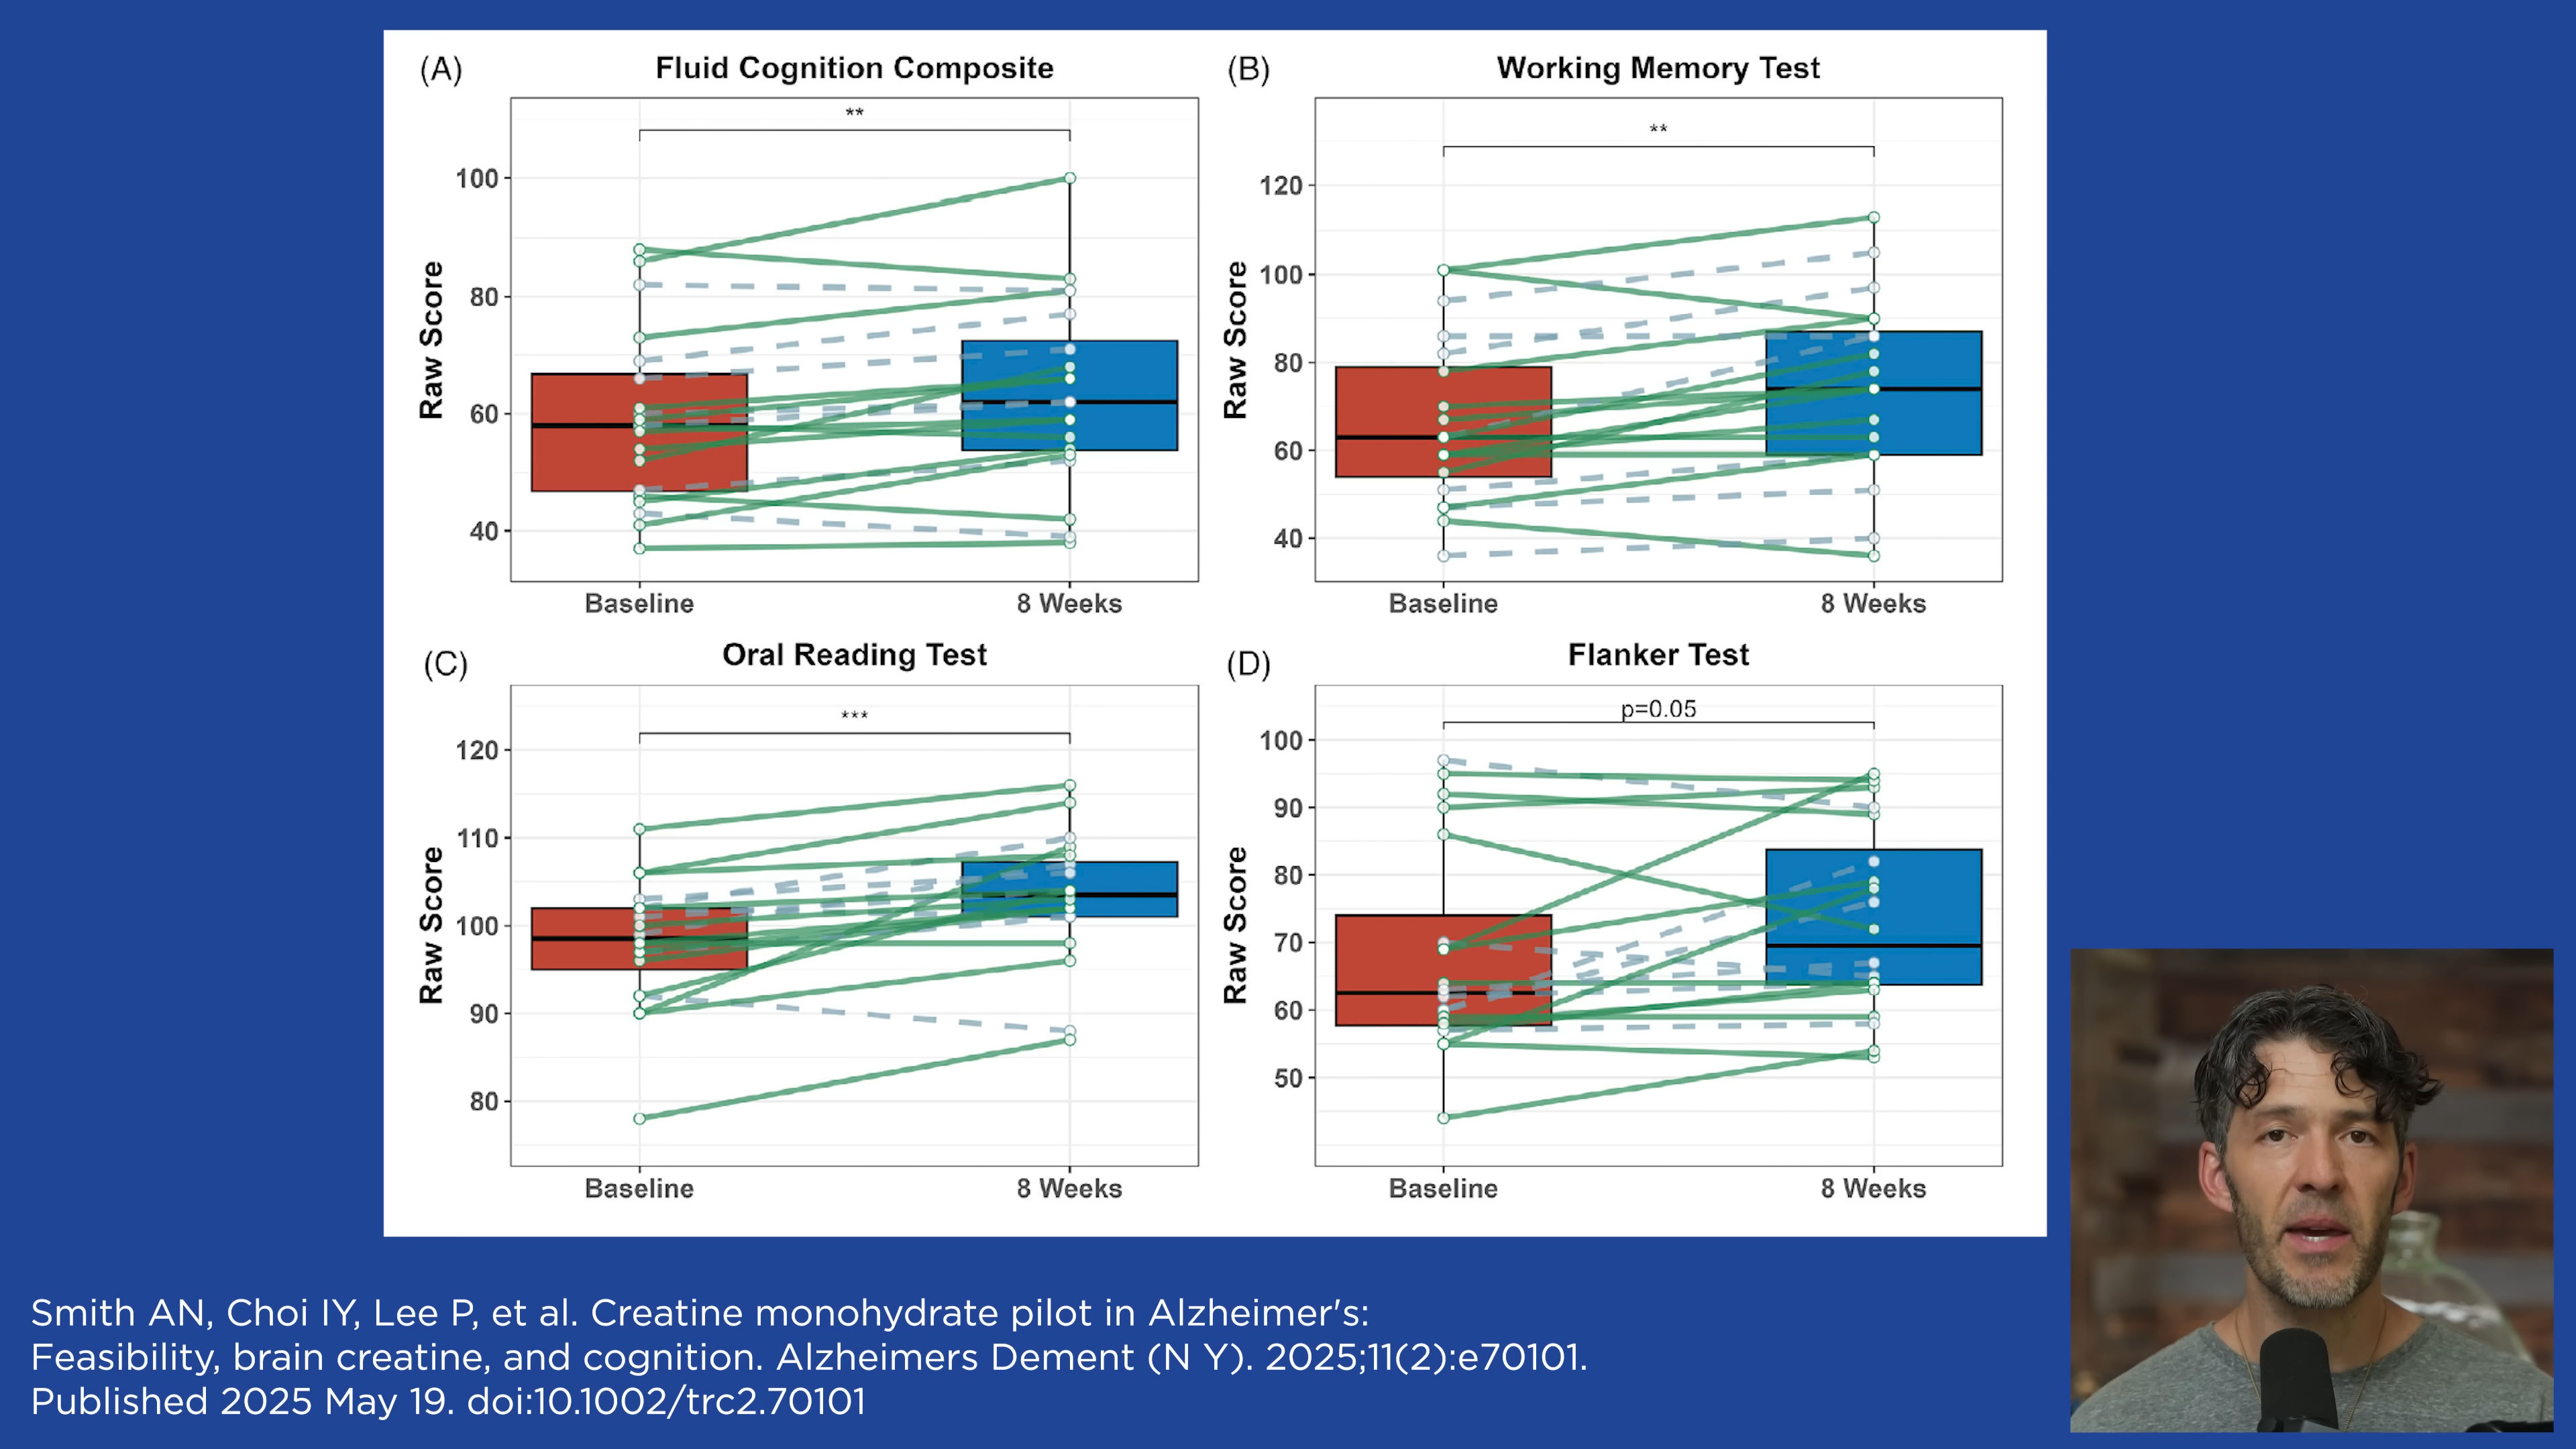 (A)
Fluid Cognition Composite
**
Raw Score
100
80
60
40
Baseline
8 Weeks
(B)
Working Memory Test
**
Raw Score
120
100
80
60
40
Baseline
8 Weeks
(C)
Oral Reading Test
***
Raw Score
120
110
100
90
80
Baseline
8 Weeks
(D)
Flanker Test
p=0.05
Raw Score
100
90
80
70
60
50
Baseline
8 Weeks
Smith AN, Choi IY, Lee P, et al. Creatine monohydrate pilot in Alzheimer's:
Feasibility, brain creatine, and cognition. Alzheimers Dement (N Y). 2025;11(2):e70101.
Published 2025 May 19. doi:10.1002/trc2.70101